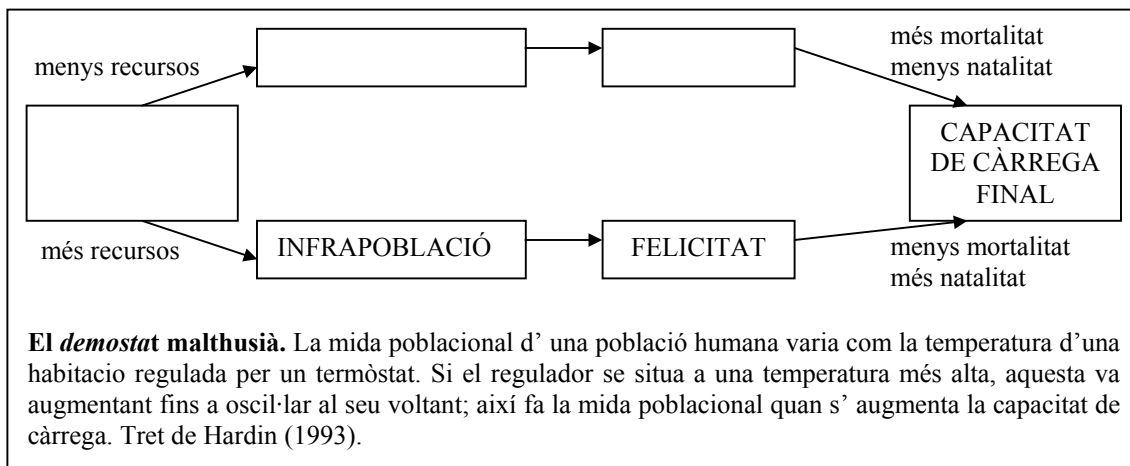 menys recursos
més mortalitat
menys natalitat
CAPACITAT
DE CÀRREGA
FINAL
més recursos
INFRAPOBLACIÓ
FELICITAT
menys mortalitat
més natalitat
El demostat malthusià. La mida poblacional d’ una població humana varia com la temperatura d’una
habitacio regulada per un termòstat. Si el regulador se situa a una temperatura més alta, aquesta va
augmentant fins a oscil·lar al seu voltant; així fa la mida poblacional quan s’ augmenta la capacitat de
càrrega. Tret de Hardin (1993).